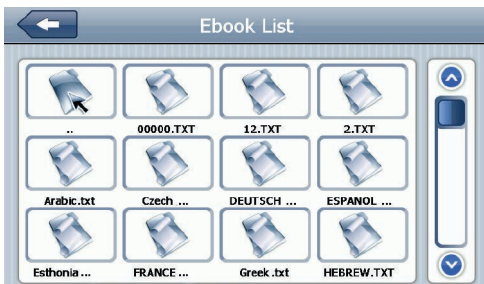 Ebook List
..
00000.TXT
12.TXT
2.TXT
Arabic.txt
Czech ...
DEUTSCH ...
ESPANOL ...
Esthonia ...
FRANCE ...
Greek .txt
HEBREW.TXT